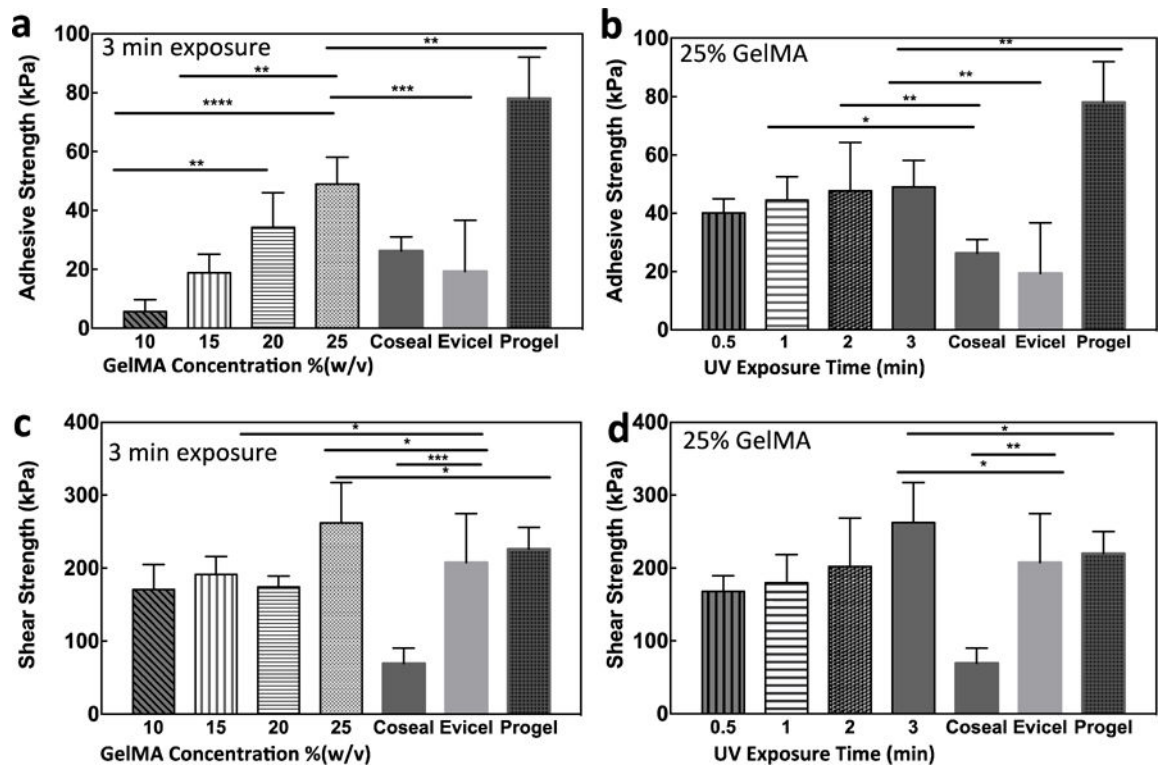 a
3 min exposure
**
**
***
****
**
Adhesive Strength (kPa)
100
80
60
40
20
0
10 15 20 25 Coseal Evicel Progel
GelMA Concentration %(w/v)
b
25% GelMA
**
**
**
*
Adhesive Strength (kPa)
100
80
60
40
20
0
0.5 1 2 3 Coseal Evicel Progel
UV Exposure Time (min)
c
3 min exposure
*
*
***
*
Shear Strength (kPa)
400
300
200
100
0
10 15 20 25 Coseal Evicel Progel
GelMA Concentration %(w/v)
d
25% GelMA
*
**
*
Shear Strength (kPa)
400
300
200
100
0
0.5 1 2 3 Coseal Evicel Progel
UV Exposure Time (min)